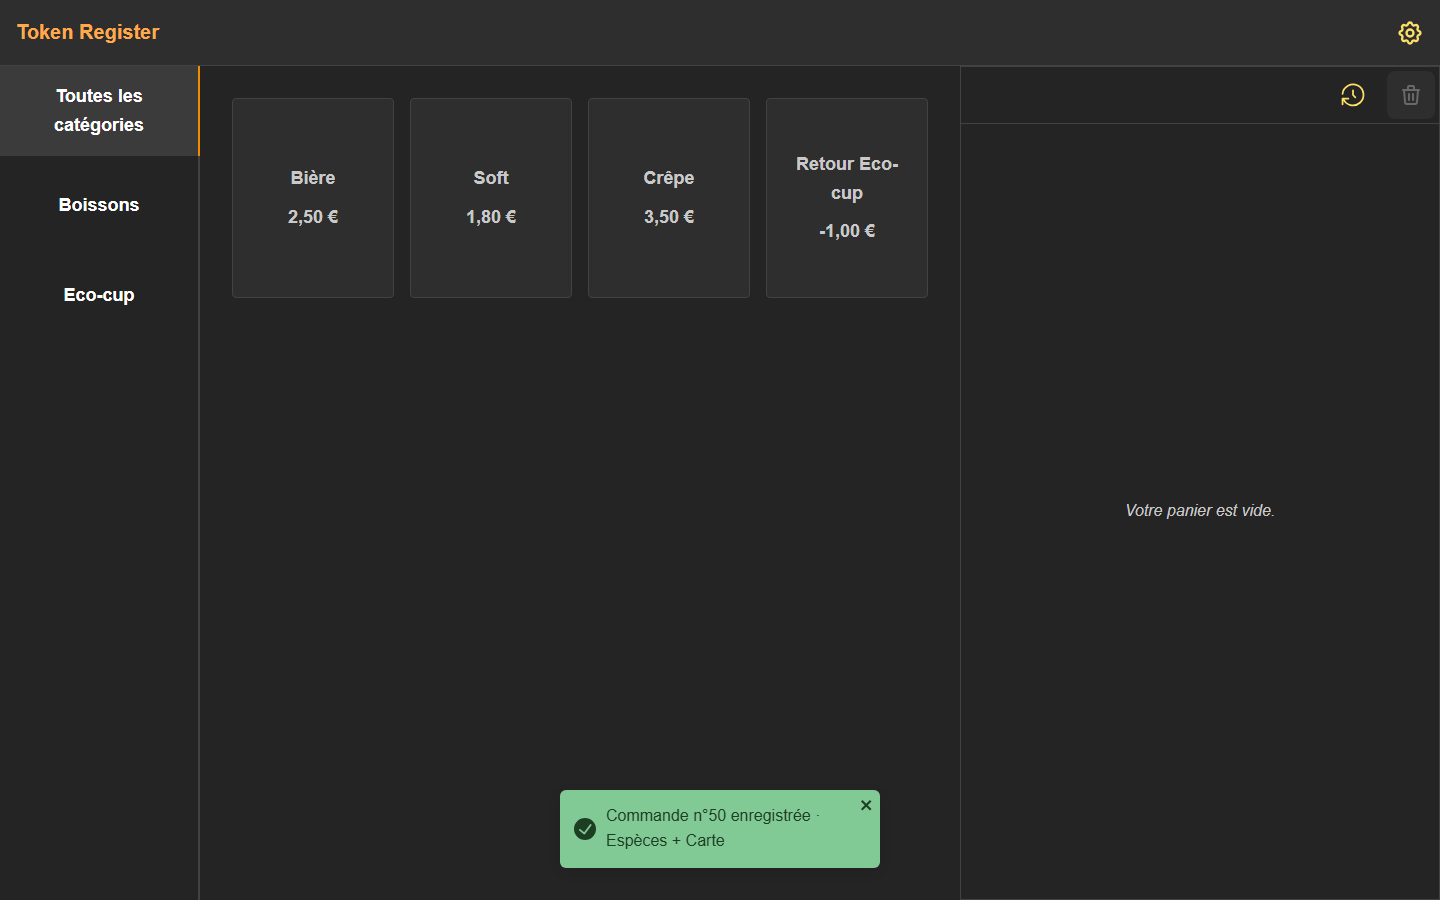 Token Register
Toutes les
catégories
Boissons
Eco-cup
Bière
2,50 €
Soft
1,80 €
Crêpe
3,50 €
Retour Eco-
cup
-1,00 €
Votre panier est vide.
Commande n°50 enregistrée ·
Espèces + Carte